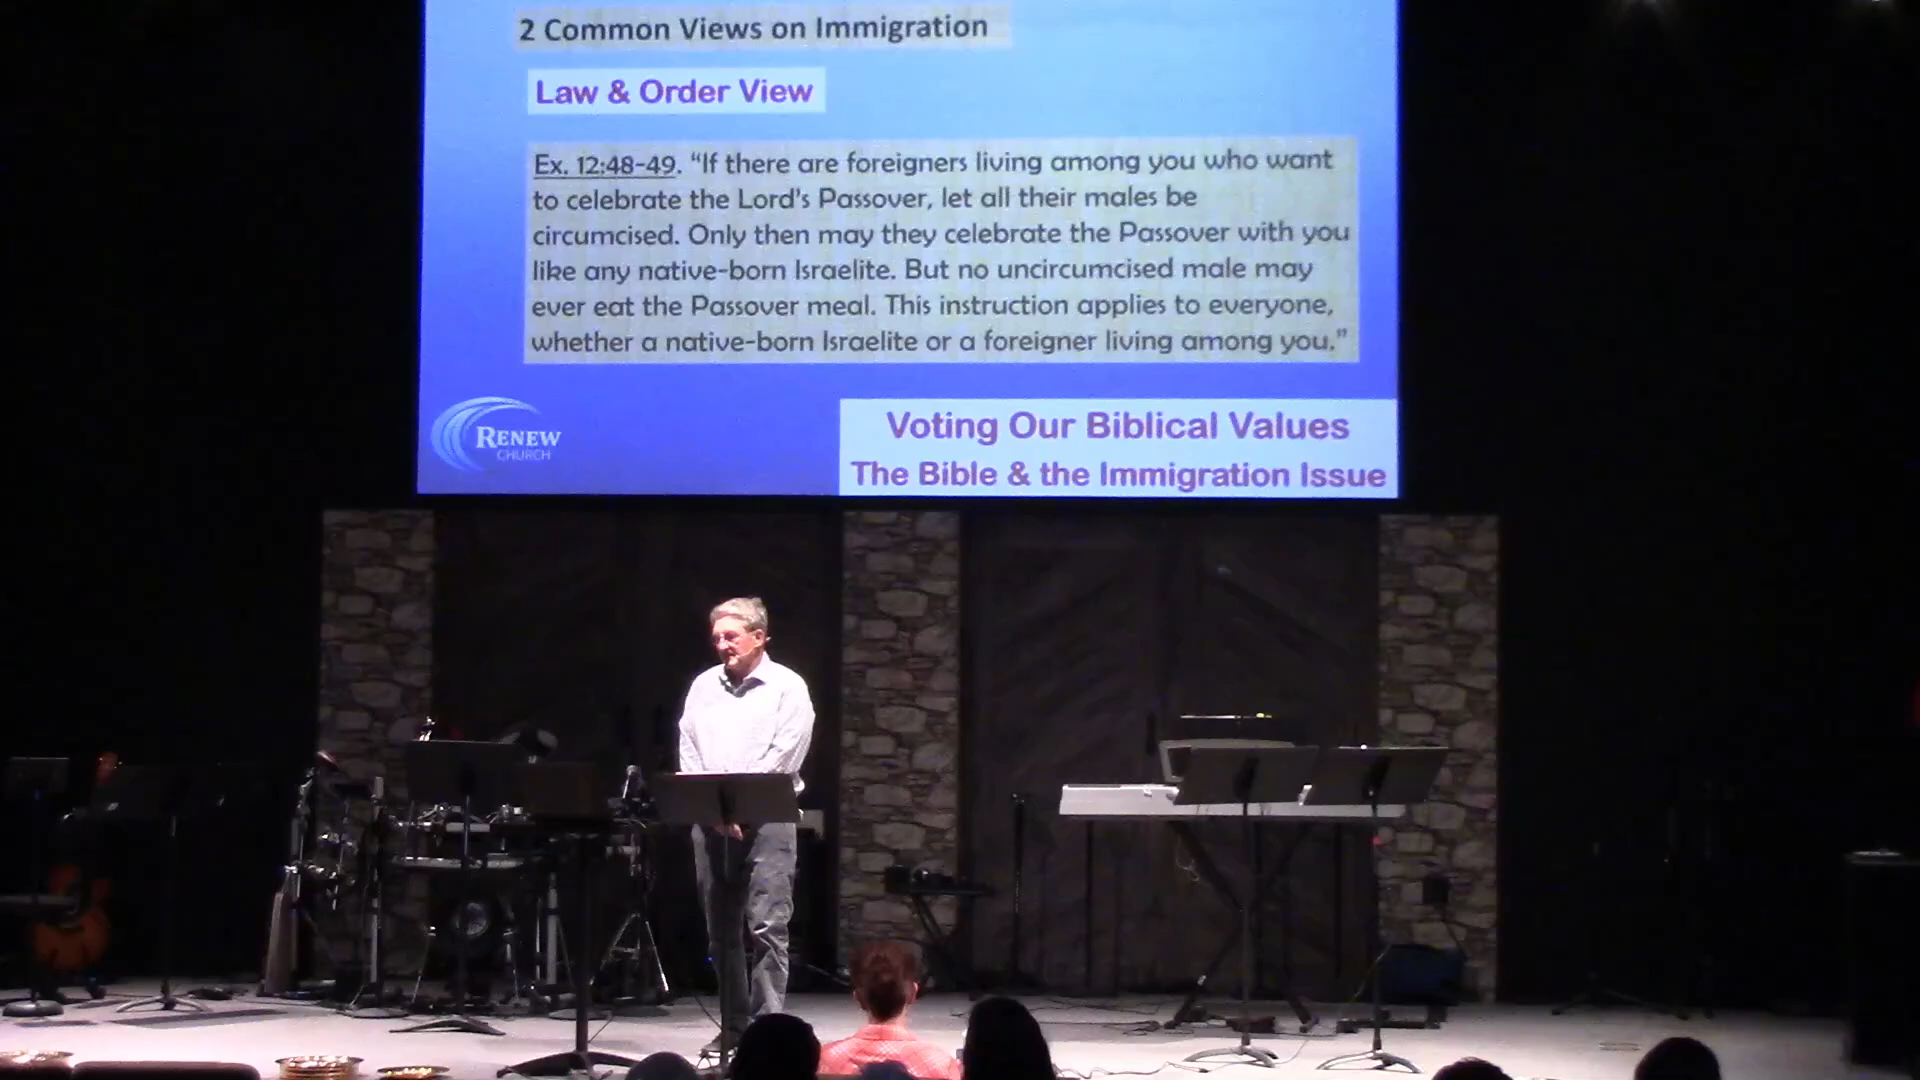 2 Common Views on Immigration
Law & Order View
Ex. 12:48-49. “If there are foreigners living among you who want
to celebrate the Lord’s Passover, let all their males be
circumcised. Only then may they celebrate the Passover with you
like any native-born Israelite. But no uncircumcised male may
ever eat the Passover meal. This instruction applies to everyone,
whether a native-born Israelite or a foreigner living among you.”
RENEW
CHURCH
Voting Our Biblical Values
The Bible & the Immigration Issue